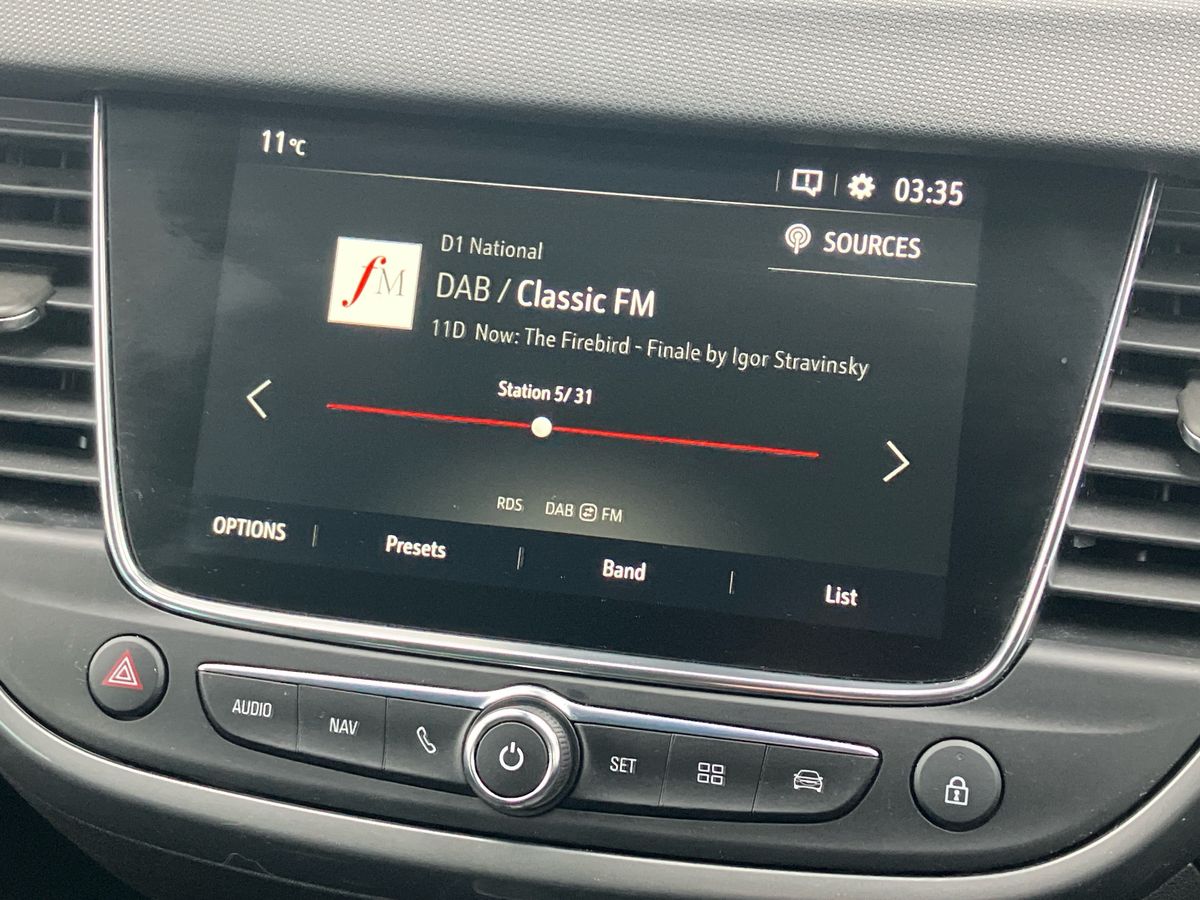 11°C
03:35
SOURCES
fM
D1 National
DAB / Classic FM
11D Now: The Firebird - Finale by Igor Stravinsky
Station 5/31
RDS DAB FM
OPTIONS Presets Band List
AUDIO NAV SET